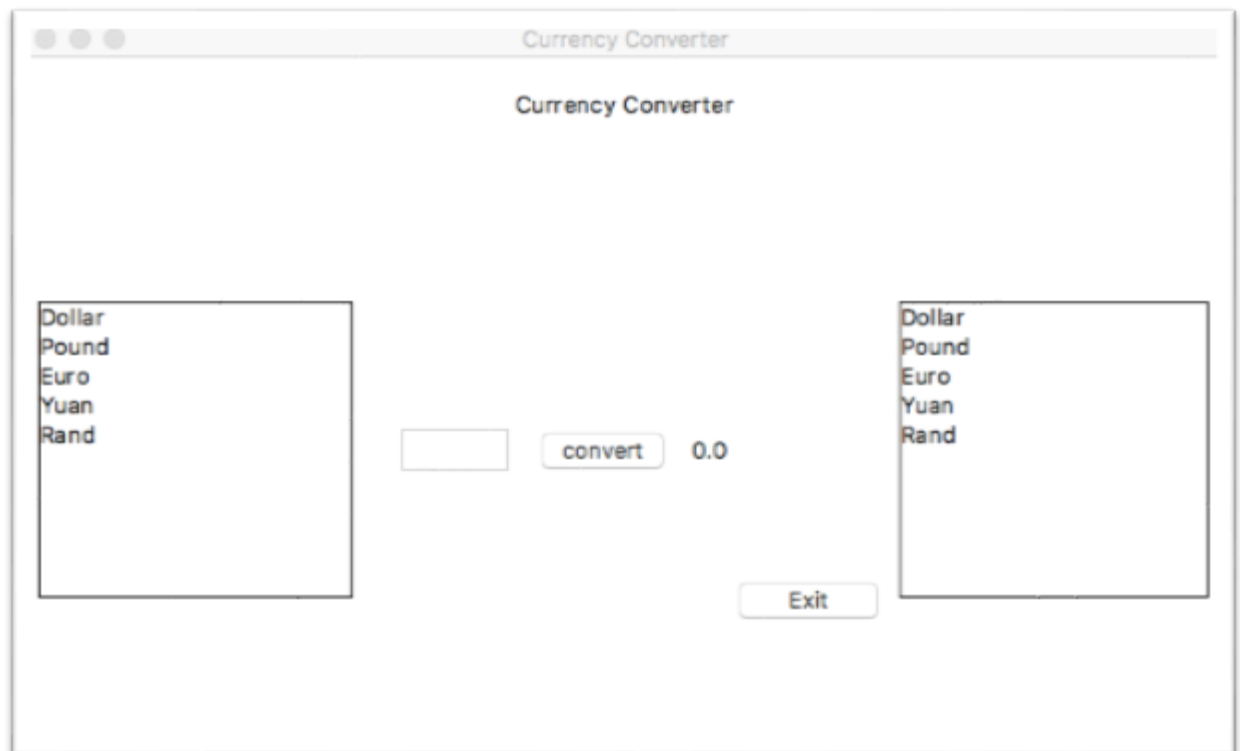 Currency Converter
Currency Converter
Dollar
Pound
Euro
Yuan
Rand
convert 0.0
Exit
Dollar
Pound
Euro
Yuan
Rand